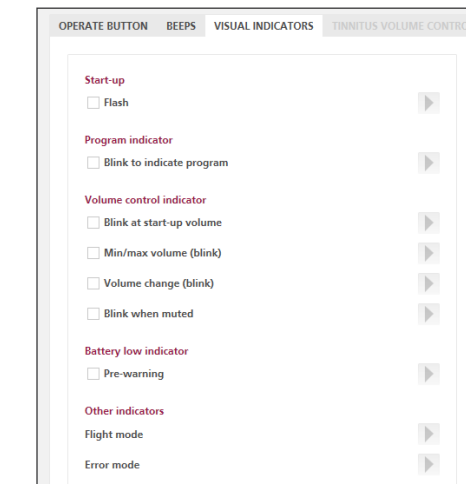 OPERATE BUTTON BEEPS VISUAL INDICATORS TINNITUS VOLUME CONTRO
Start-up
Flash
Program indicator
Blink to indicate program
Volume control indicator
Blink at start-up volume
Min/max volume (blink)
Volume change (blink)
Blink when muted
Battery low indicator
Pre-warning
Other indicators
Flight mode
Error mode